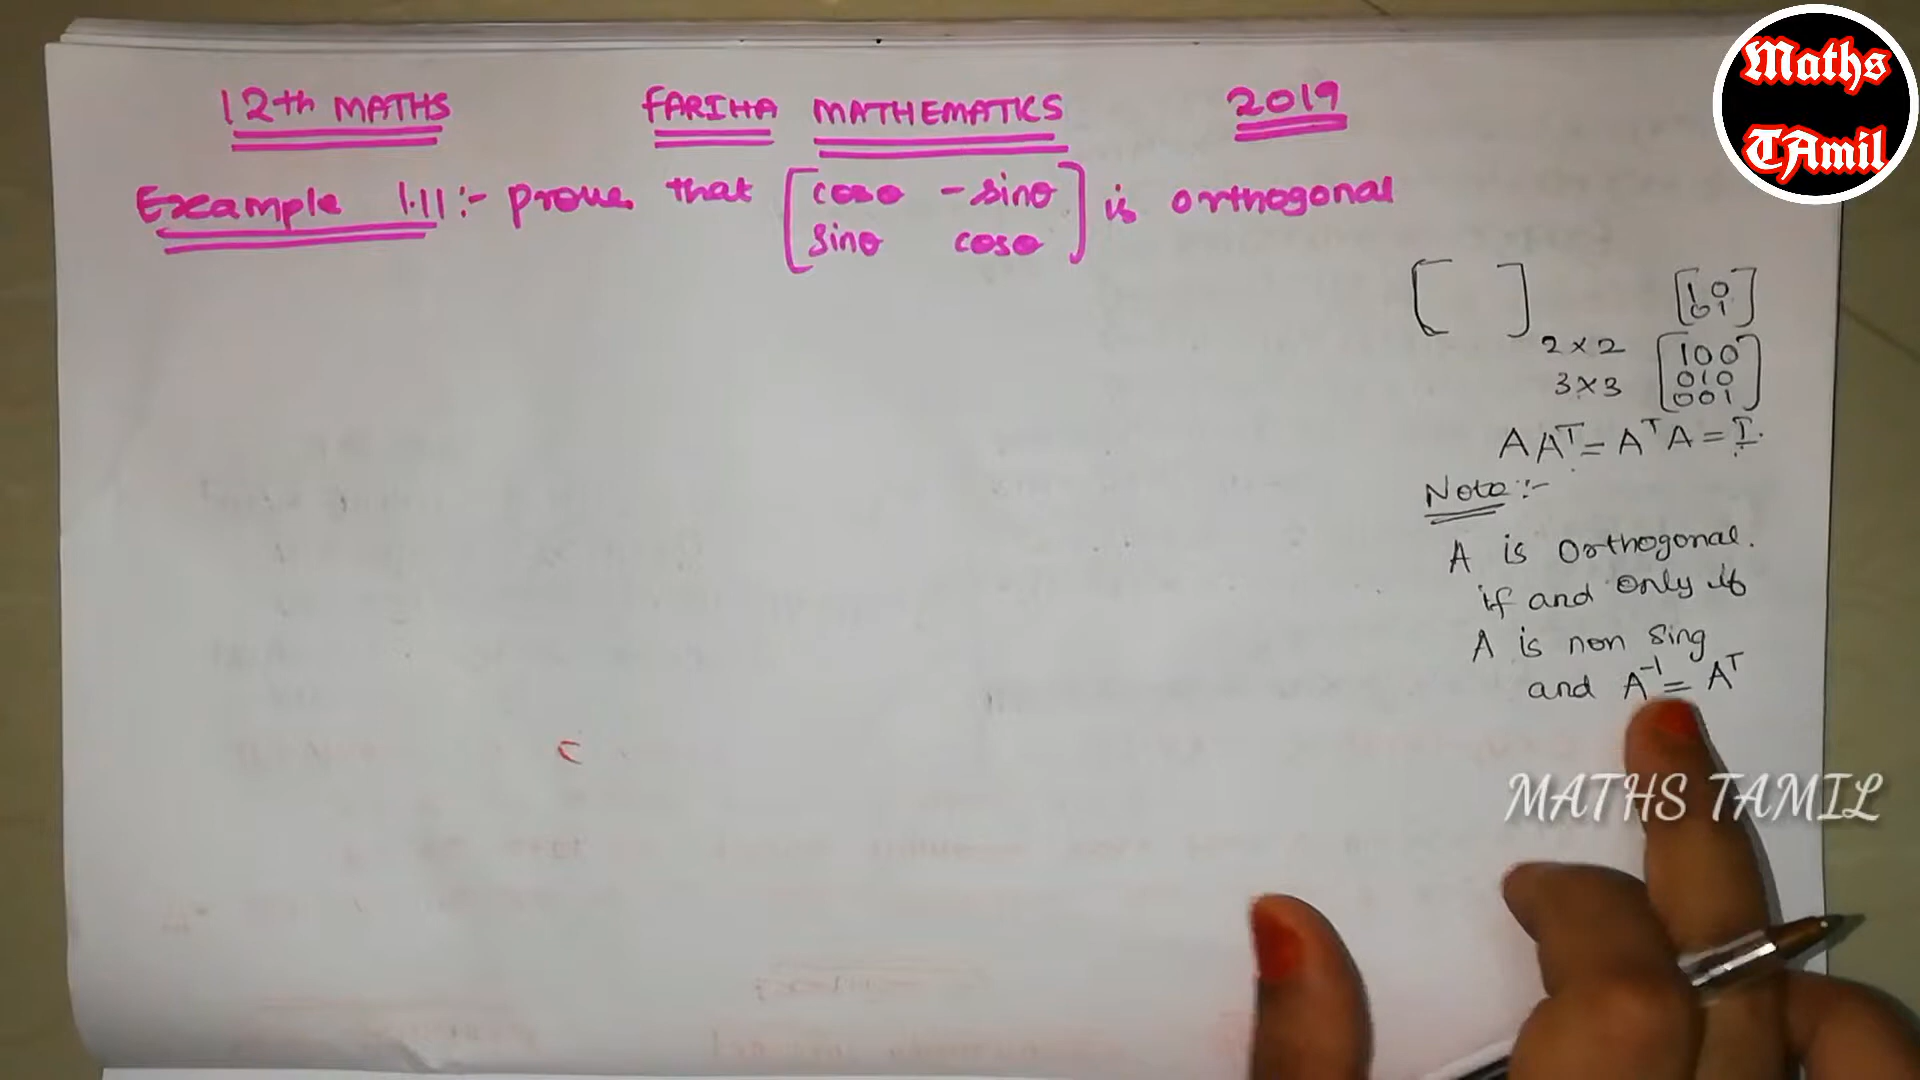 12th MATHS FARIHA MATHEMATICS 2019
Maths
TAmil
Example 1.11:- prove that [cosθ -sinθ] is orthogonal
[sinθ cosθ]
[ ] 2×2 [1 0
0 1]
3×3 [1 0 0
0 1 0
0 0 1]
A Aᵀ = Aᵀ A = I.
Note:-
A is Orthogonal.
if and only if
A is non sing
and A⁻¹ = Aᵀ
MATHS TAMIL